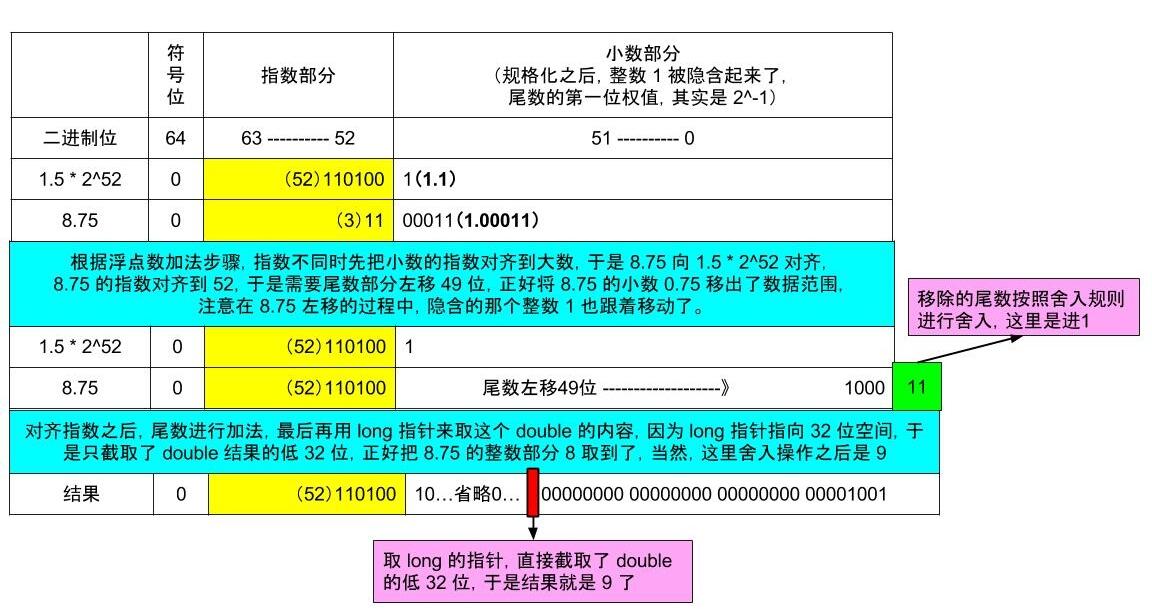 符
号
位
指数部分
小数部分
（规格化之后, 整数 1 被隐含起来了,
尾数的第一位权值, 其实是 2^-1）
二进制位
64
63 ---------- 52
51 ---------- 0
1.5 * 2^52
0
（52）110100
1（1.1）
8.75
0
（3）11
00011（1.00011）
根据浮点数加法步骤, 指数不同时先把小数的指数对齐到大数, 于是 8.75 向 1.5 * 2^52 对齐,
8.75 的指数对齐到 52, 于是需要尾数部分左移 49 位, 正好将 8.75 的小数 0.75 移出了数据范围,
注意在 8.75 左移的过程中, 隐含的那个整数 1 也跟着移动了。
移除的尾数按照舍入规则
进行舍入, 这里是进1
1.5 * 2^52
0
（52）110100
1
8.75
0
（52）110100
尾数左移49位 -------------------》
1000
11
对齐指数之后, 尾数进行加法, 最后再用 long 指针来取这个 double 的内容, 因为 long 指针指向 32 位空间, 于
是只截取了 double 结果的低 32 位, 正好把 8.75 的整数部分 8 取到了, 当然, 这里舍入操作之后是 9
结果
0
（52）110100
10…省略0…
00000000 00000000 00000000 00001001
取 long 的指针, 直接截取了 double
的低 32 位, 于是结果就是 9 了